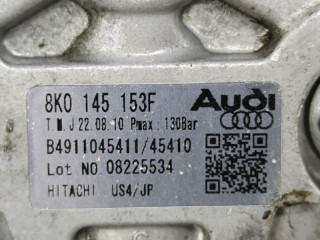 8K0 145 153F Audi
T.M.J 22.08.10 Pmax: 130Bar
B4911045411/45410
Lot NO.08225534
HITACHI US4/JP